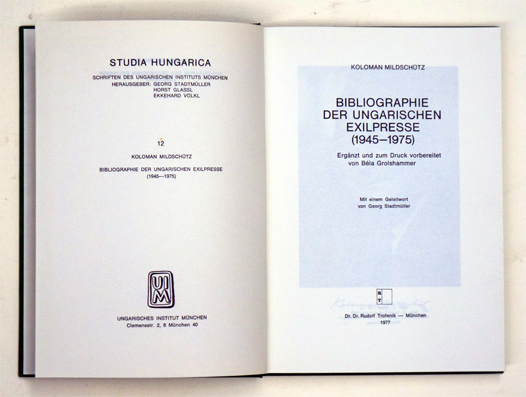 STUDIA HUNGARICA
SCHRIFTEN DES UNGARISCHEN INSTITUTS MÜNCHEN
HERAUSGEBER: GEORG STADTMÜLLER
HORST GLASSL
EKKEHARD VÖLKL
12
KOLOMAN MILDSCHÜTZ
BIBLIOGRAPHIE DER UNGARISCHEN EXILPRESSE
(1945—1975)
UIM
UNGARISCHES INSTITUT MÜNCHEN
Clemensstr. 2, 8 München 40
KOLOMAN MILDSCHÜTZ
BIBLIOGRAPHIE
DER UNGARISCHEN
EXILPRESSE
(1945—1975)
Ergänzt und zum Druck vorbereitet
von Béla Grolshammer
Mit einem Geleitwort
von Georg Stadtmüller
R
T
Dr. Dr. Rudolf Trofenik — München
1977